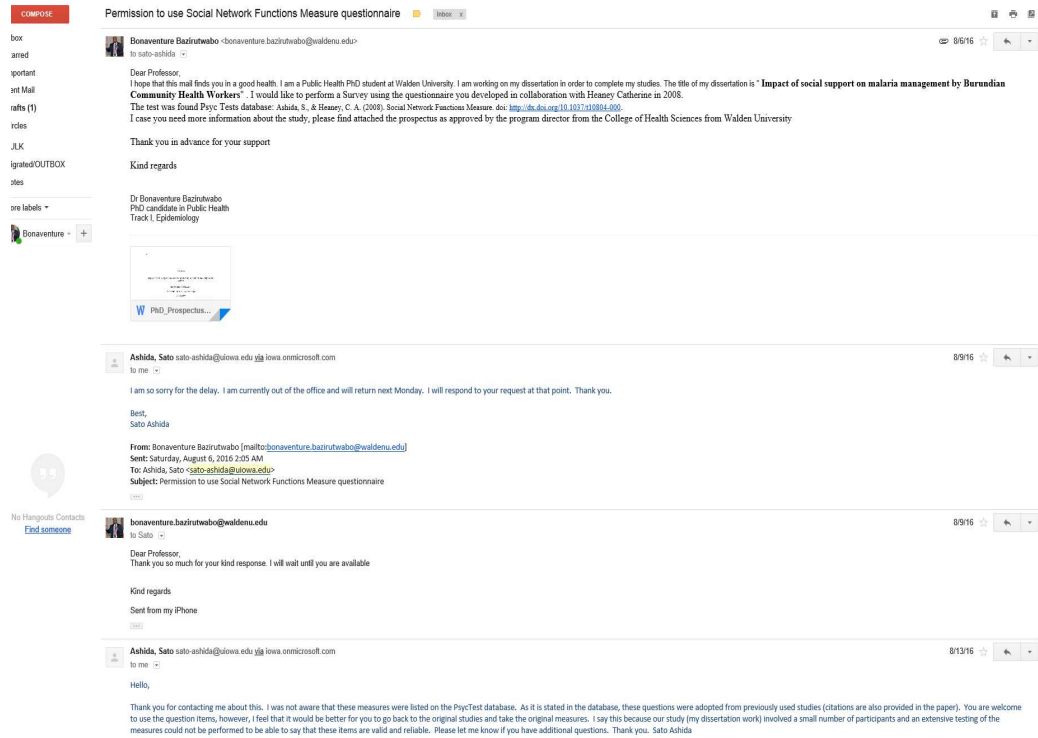 COMPOSE
Permission to use Social Network Functions Measure questionnaire
Inbox x
box
arred
portant
ent Mail
rafts (1)
rcles
JLK
igrated/OUTBOX
otes
ore labels
Bonaventure
+
No Hangouts Contacts
Find someone
Bonaventure Bazirutwabo <bonaventure.bazirutwabo@waldenu.edu>
8/6/16
to sato-ashida
Dear Professor,
I hope that this mail finds you in a good health. I am a Public Health PhD student at Walden University. I am working on my dissertation in order to complete my studies. The title of my dissertation is " Impact of social support on malaria management by Burundian
Community Health Workers" . I would like to perform a Survey using the questionnaire you developed in collaboration with Heaney Catherine in 2008.
The test was found Psyc Tests database: Ashida, S., & Heaney, C. A. (2008). Social Network Functions Measure. doi: http://dx.doi.org/10.1037/t10804-000.
I case you need more information about the study, please find attached the prospectus as approved by the program director from the College of Health Sciences from Walden University
Thank you in advance for your support
Kind regards
Dr Bonaventure Bazirutwabo
PhD candidate in Public Health
Track I, Epidemiology
W PhD_Prospectus...
Ashida, Sato sato-ashida@uiowa.edu via iowa.onmicrosoft.com
8/9/16
to me
I am so sorry for the delay. I am currently out of the office and will return next Monday. I will respond to your request at that point. Thank you.
Best,
Sato Ashida
From: Bonaventure Bazirutwabo [mailto:bonaventure.bazirutwabo@waldenu.edu]
Sent: Saturday, August 6, 2016 2:05 AM
To: Ashida, Sato <sato-ashida@uiowa.edu>
Subject: Permission to use Social Network Functions Measure questionnaire
bonaventure.bazirutwabo@waldenu.edu
8/9/16
to Sato
Dear Professor,
Thank you so much for your kind response. I will wait until you are available
Kind regards
Sent from my iPhone
Ashida, Sato sato-ashida@uiowa.edu via iowa.onmicrosoft.com
8/13/16
to me
Hello,
Thank you for contacting me about this. I was not aware that these measures were listed on the PsycTest database. As it is stated in the database, these questions were adopted from previously used studies (citations are also provided in the paper). You are welcome
to use the question items, however, I feel that it would be better for you to go back to the original studies and take the original measures. I say this because our study (my dissertation work) involved a small number of participants and an extensive testing of the
measures could not be performed to be able to say that these items are valid and reliable. Please let me know if you have additional questions. Thank you. Sato Ashida